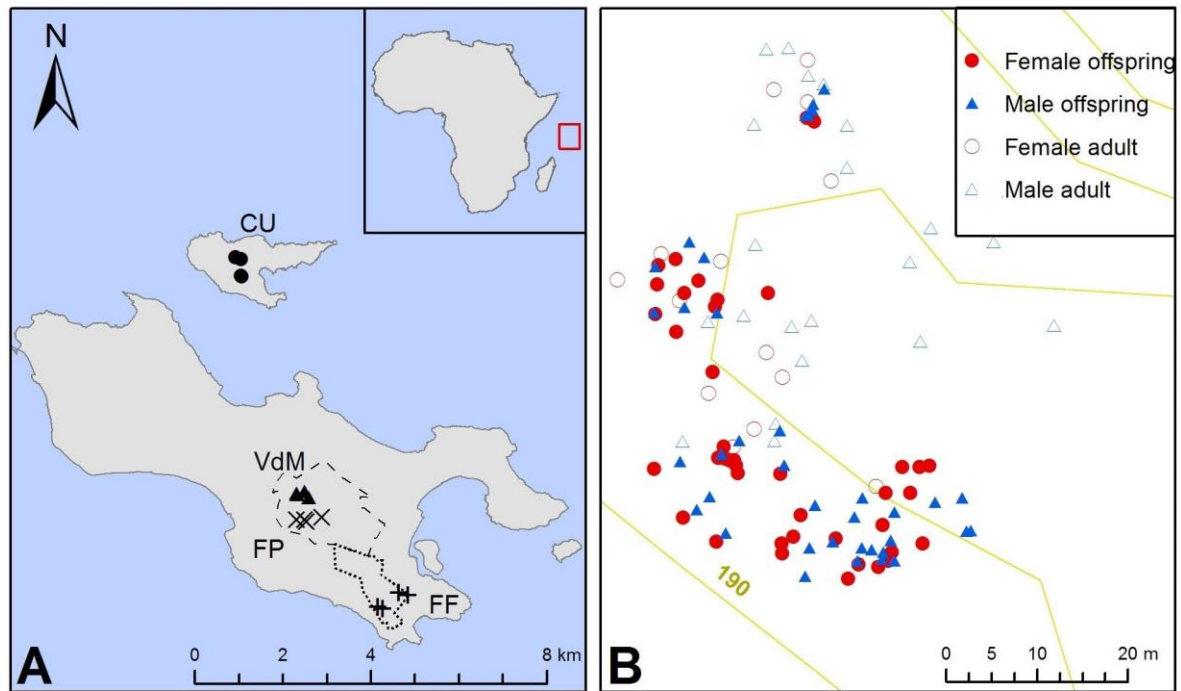 N
CU
VdM
FP
FF
A
0 2 4 8 km
Female offspring
Male offspring
Female adult
Male adult
190
B
0 5 10 20 m